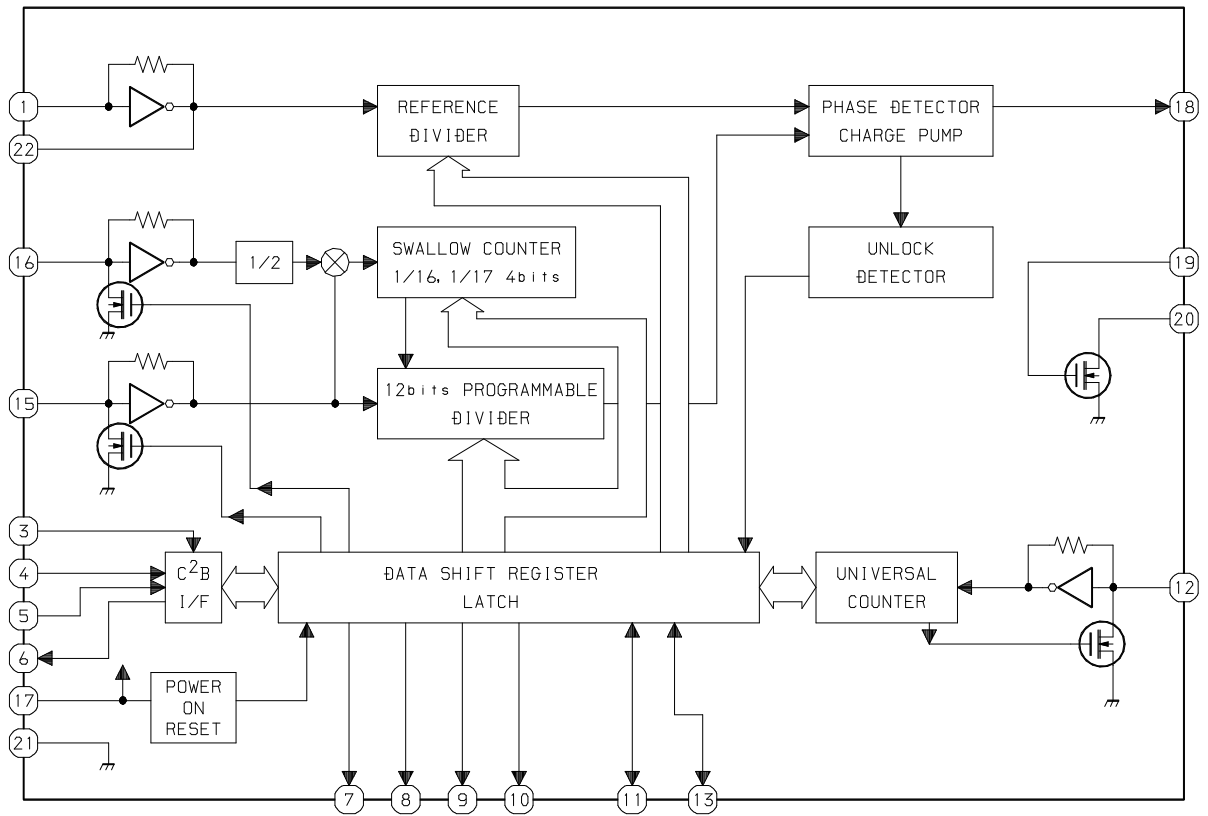 1
REFERENCE
DIVIDER
PHASE DETECTOR
CHARGE PUMP
18
22
16
1/2
SWALLOW COUNTER
1/16, 1/17 4bits
UNLOCK
DETECTOR
19
20
15
12bits PROGRAMMABLE
DIVIDER
3
4
5
6
C²B
I/F
DATA SHIFT REGISTER
LATCH
UNIVERSAL
COUNTER
12
17
POWER
ON
RESET
21
7
8
9
10
11
13